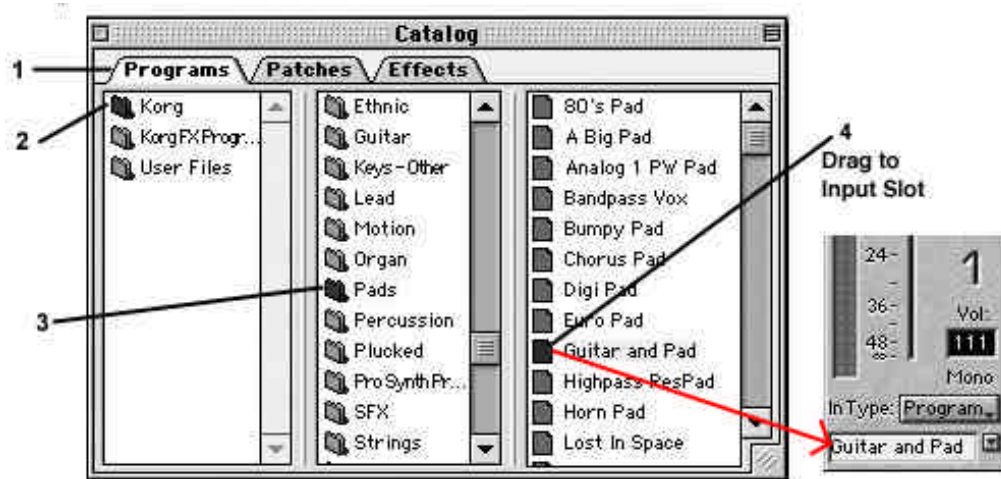 Catalog
1
Programs
Patches
Effects
2
Korg
KorgFXProgr...
User Files
Ethnic
Guitar
Keys-Other
Lead
Motion
Organ
3
Pads
Percussion
Plucked
ProSynthPr...
SFX
Strings
80's Pad
A Big Pad
Analog 1 PW Pad
Bandpass Vox
Bumpy Pad
Chorus Pad
Digi Pad
Euro Pad
Guitar and Pad
Highpass ResPad
Horn Pad
Lost In Space
4
Drag to
Input Slot
24-
36-
48-
∞-
1
Vol:
111
Mono
InType: Program
Guitar and Pad